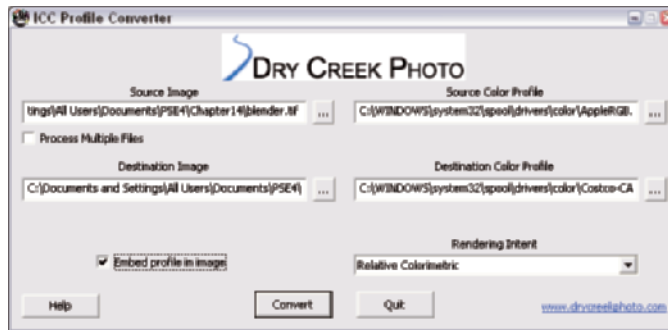 ICC Profile Converter
DRY CREEK PHOTO
Source Image
Source Color Profile
tings\All Users\Documents\PSE4\Chapter14\blender.tif
...
C:\WINDOWS\system32\spool\drivers\color\AppleRGB.
...
Process Multiple Files
Destination Image
Destination Color Profile
C:\Documents and Settings\All Users\Documents\PSE4\
...
C:\WINDOWS\system32\spool\drivers\color\Costco-CA
...
Rendering Intent
Embed profile in image
Relative Colorimetric
Help
Convert
Quit
www.drycreekphoto.com